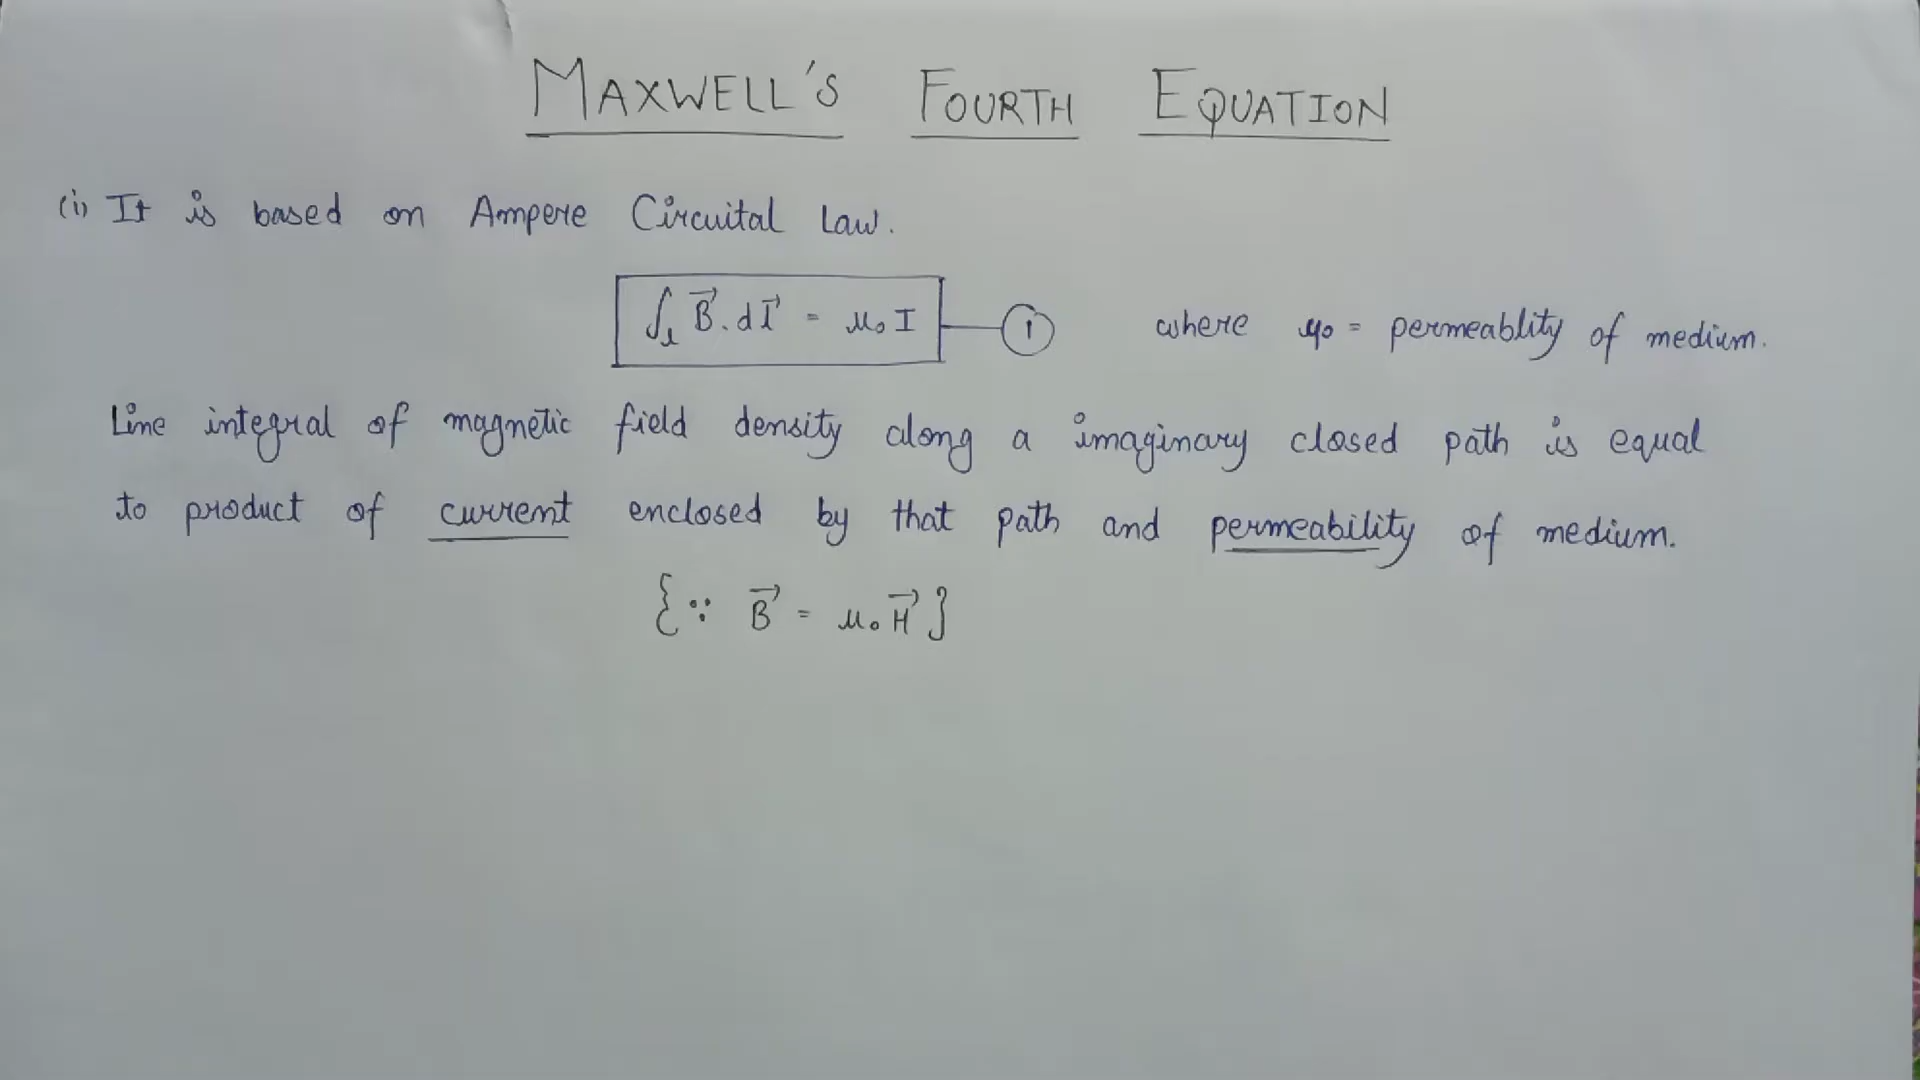 MAXWELL'S FOURTH EQUATION
(i) It is based on Ampere Circuital Law.
∫ₗ B⃗. dl⃗ = μ₀ I —① where μ₀ = permeablity of medium.
Line integral of magnetic field density along a imaginary closed path is equal
to product of current enclosed by that path and permeability of medium.
{∵ B⃗ = μ₀ H⃗}